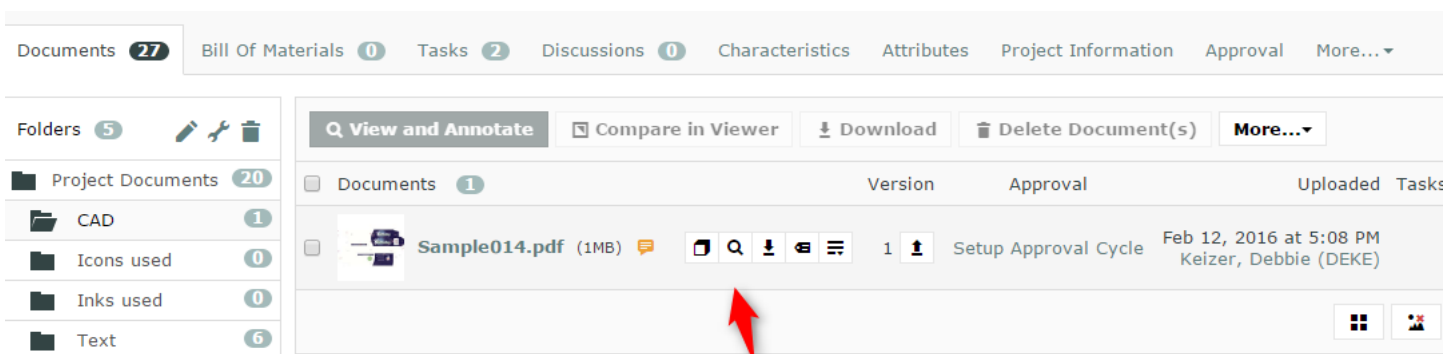 Documents 27 Bill Of Materials 0 Tasks 2 Discussions 0 Characteristics Attributes Project Information Approval More...
Folders 5
View and Annotate Compare in Viewer Download Delete Document(s) More...
Project Documents 20
Documents 1 Version Approval Uploaded Tasks
CAD 1
Sample014.pdf (1MB) 1 Setup Approval Cycle Feb 12, 2016 at 5:08 PM
Keizer, Debbie (DEKE)
Icons used 0
Inks used 0
Text 6